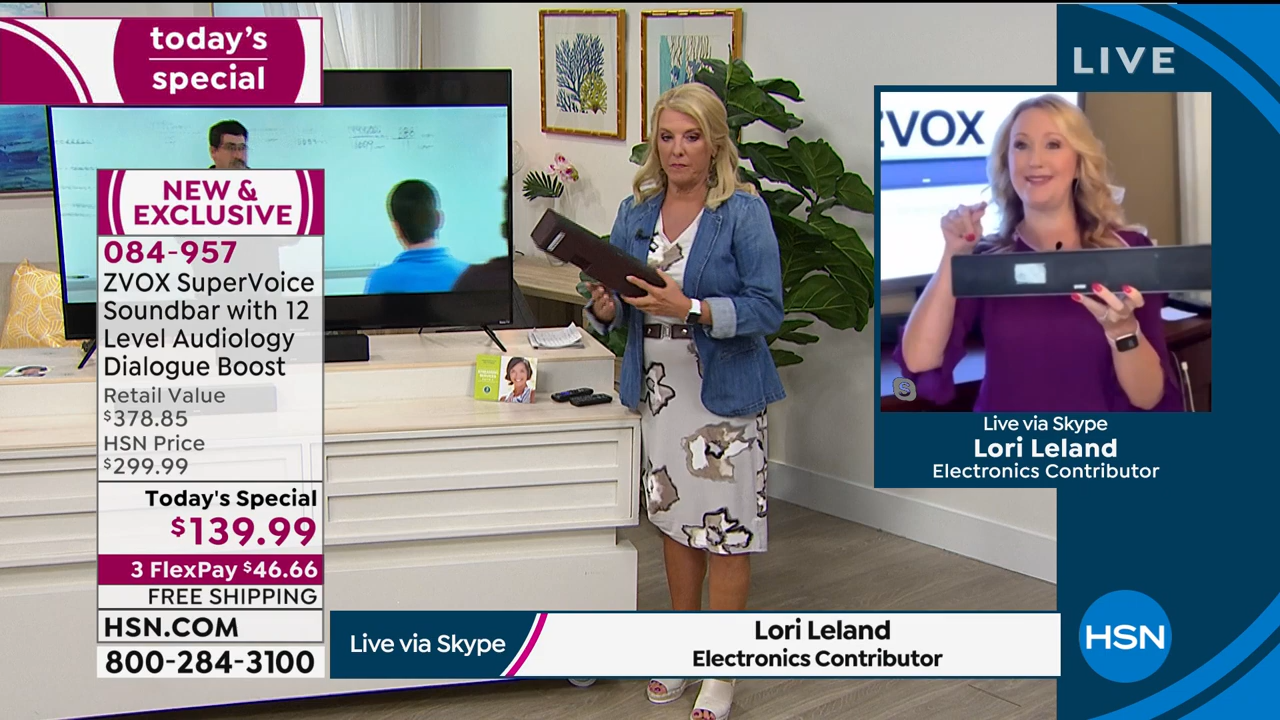 today's
special
NEW &
EXCLUSIVE
084-957
ZVOX SuperVoice
Soundbar with 12
Level Audiology
Dialogue Boost
Retail Value
$378.85
HSN Price
$299.99
Today's Special
$139.99
3 FlexPay $46.66
FREE SHIPPING
HSN.COM
800-284-3100
LIVE
ZVOX
Live via Skype
Lori Leland
Electronics Contributor
Live via Skype
Lori Leland
Electronics Contributor
HSN